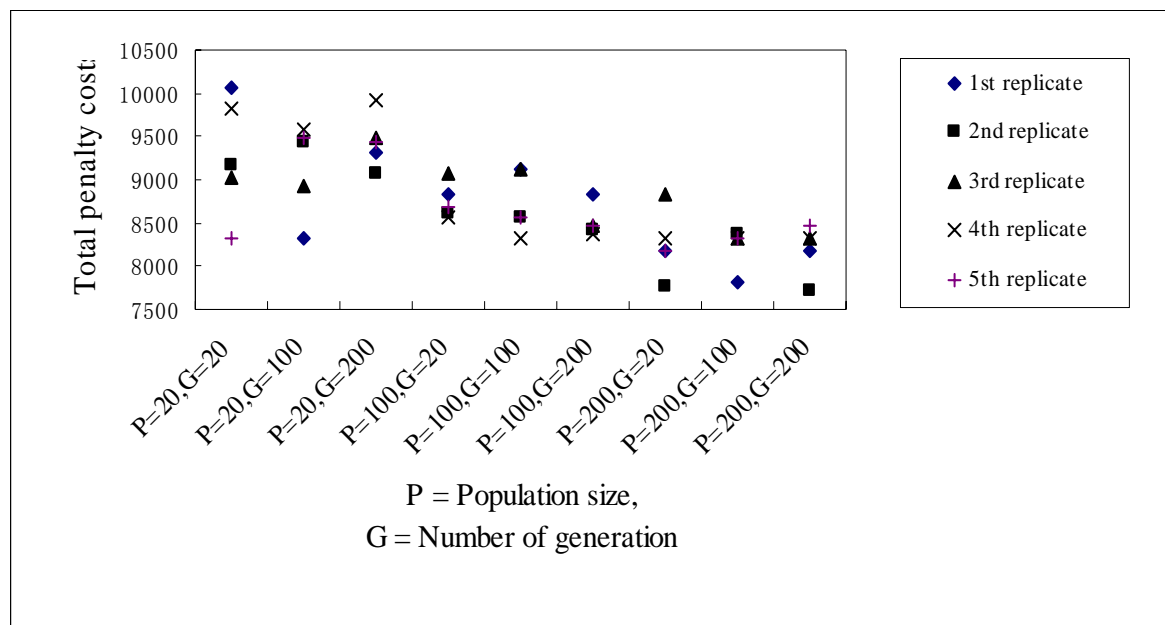 Total penalty costs
10500
10000
9500
9000
8500
8000
7500
P=20,G=20
P=20,G=100
P=20,G=200
P=100,G=20
P=100,G=100
P=100,G=200
P=200,G=20
P=200,G=100
P=200,G=200
P = Population size,
G = Number of generation
1st replicate
2nd replicate
3rd replicate
4th replicate
5th replicate